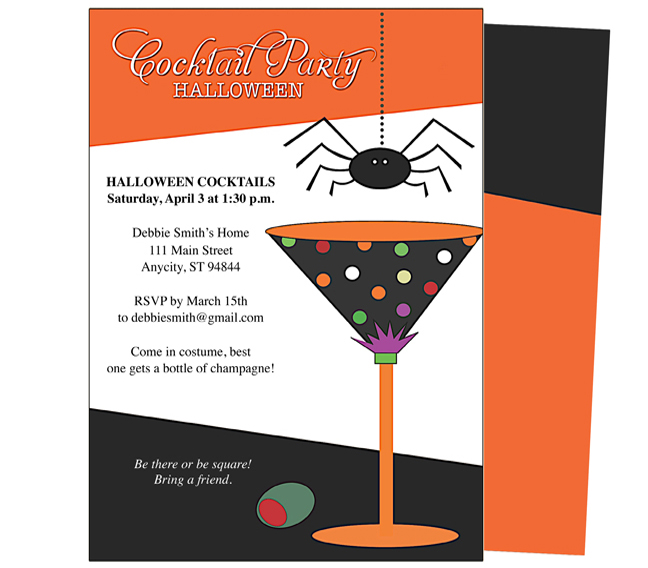 Cocktail Party
HALLOWEEN
HALLOWEEN COCKTAILS
Saturday, April 3 at 1:30 p.m.
Debbie Smith's Home
111 Main Street
Anycity, ST 94844
RSVP by March 15th
to debbiesmith@gmail.com
Come in costume, best
one gets a bottle of champagne!
Be there or be square!
Bring a friend.